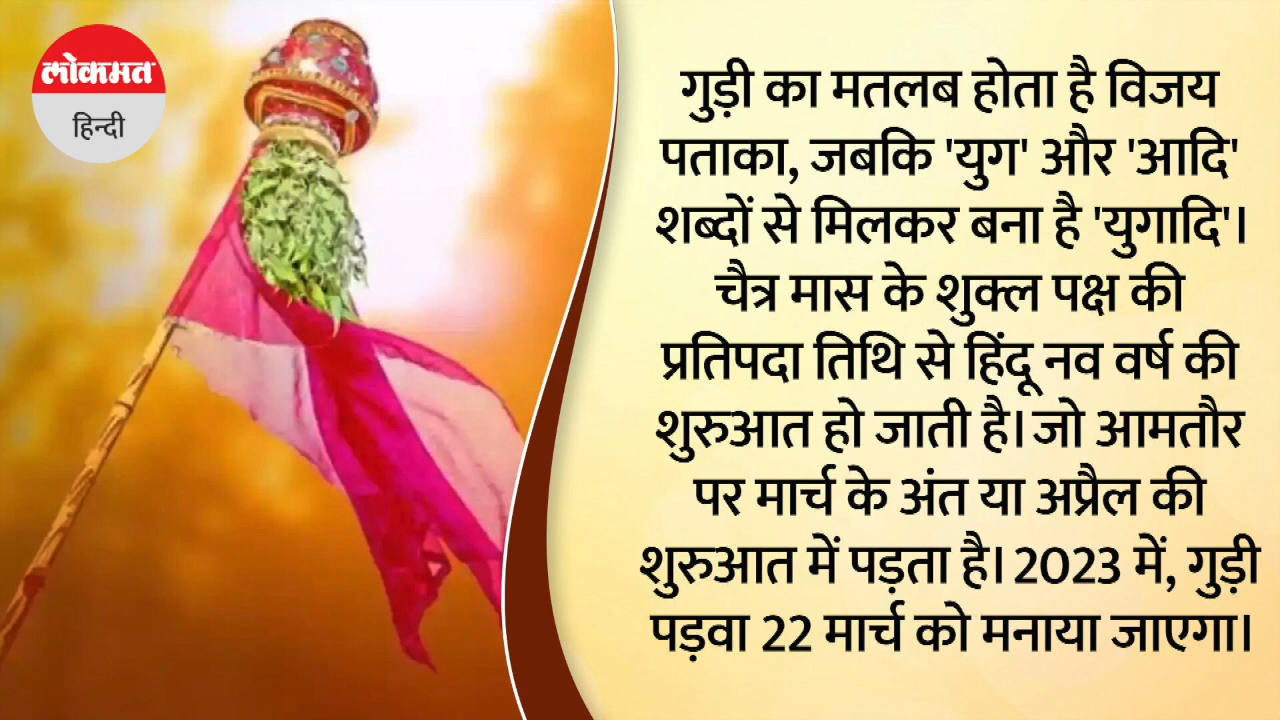 लोकमत
हिन्दी
गुड़ी का मतलब होता है विजय
पताका, जबकि 'युग' और 'आदि'
शब्दों से मिलकर बना है 'युगादि'।
चैत्र मास के शुक्ल पक्ष की
प्रतिपदा तिथि से हिंदू नव वर्ष की
शुरुआत हो जाती है। जो आमतौर
पर मार्च के अंत या अप्रैल की
शुरुआत में पड़ता है। 2023 में, गुड़ी
पड़वा 22 मार्च को मनाया जाएगा।